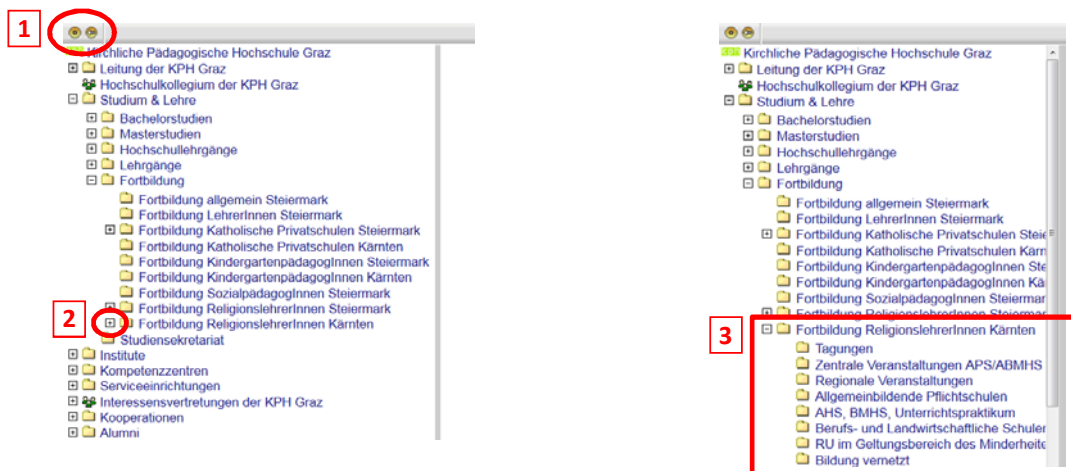 1
Kirchliche Pädagogische Hochschule Graz
Leitung der KPH Graz
Hochschulkollegium der KPH Graz
Studium & Lehre
Bachelorstudien
Masterstudien
Hochschullehrgänge
Lehrgänge
Fortbildung
Fortbildung allgemein Steiermark
Fortbildung LehrerInnen Steiermark
Fortbildung Katholische Privatschulen Steiermark
Fortbildung Katholische Privatschulen Kärnten
Fortbildung KindergartenpädagogInnen Steiermark
Fortbildung KindergartenpädagogInnen Kärnten
Fortbildung SozialpädagogInnen Steiermark
Fortbildung ReligionslehrerInnen Steiermark
2
Fortbildung ReligionslehrerInnen Kärnten
Studiensekretariat
Institute
Kompetenzzentren
Serviceeinrichtungen
Interessensvertretungen der KPH Graz
Kooperationen
Alumni
Kirchliche Pädagogische Hochschule Graz
Leitung der KPH Graz
Hochschulkollegium der KPH Graz
Studium & Lehre
Bachelorstudien
Masterstudien
Hochschullehrgänge
Lehrgänge
Fortbildung
Fortbildung allgemein Steiermark
Fortbildung LehrerInnen Steiermark
Fortbildung Katholische Privatschulen Steie
Fortbildung Katholische Privatschulen Kärn
Fortbildung KindergartenpädagogInnen Ste
Fortbildung KindergartenpädagogInnen Kä
Fortbildung SozialpädagogInnen Steiermar
Fortbildung ReligionslehrerInnen Steiermar
3
Fortbildung ReligionslehrerInnen Kärnten
Tagungen
Zentrale Veranstaltungen APS/ABMHS
Regionale Veranstaltungen
Allgemeinbildende Pflichtschulen
AHS, BMHS, Unterrichtspraktikum
Berufs- und Landwirtschaftliche Schulen
RU im Geltungsbereich des Minderheite
Bildung vernetzt